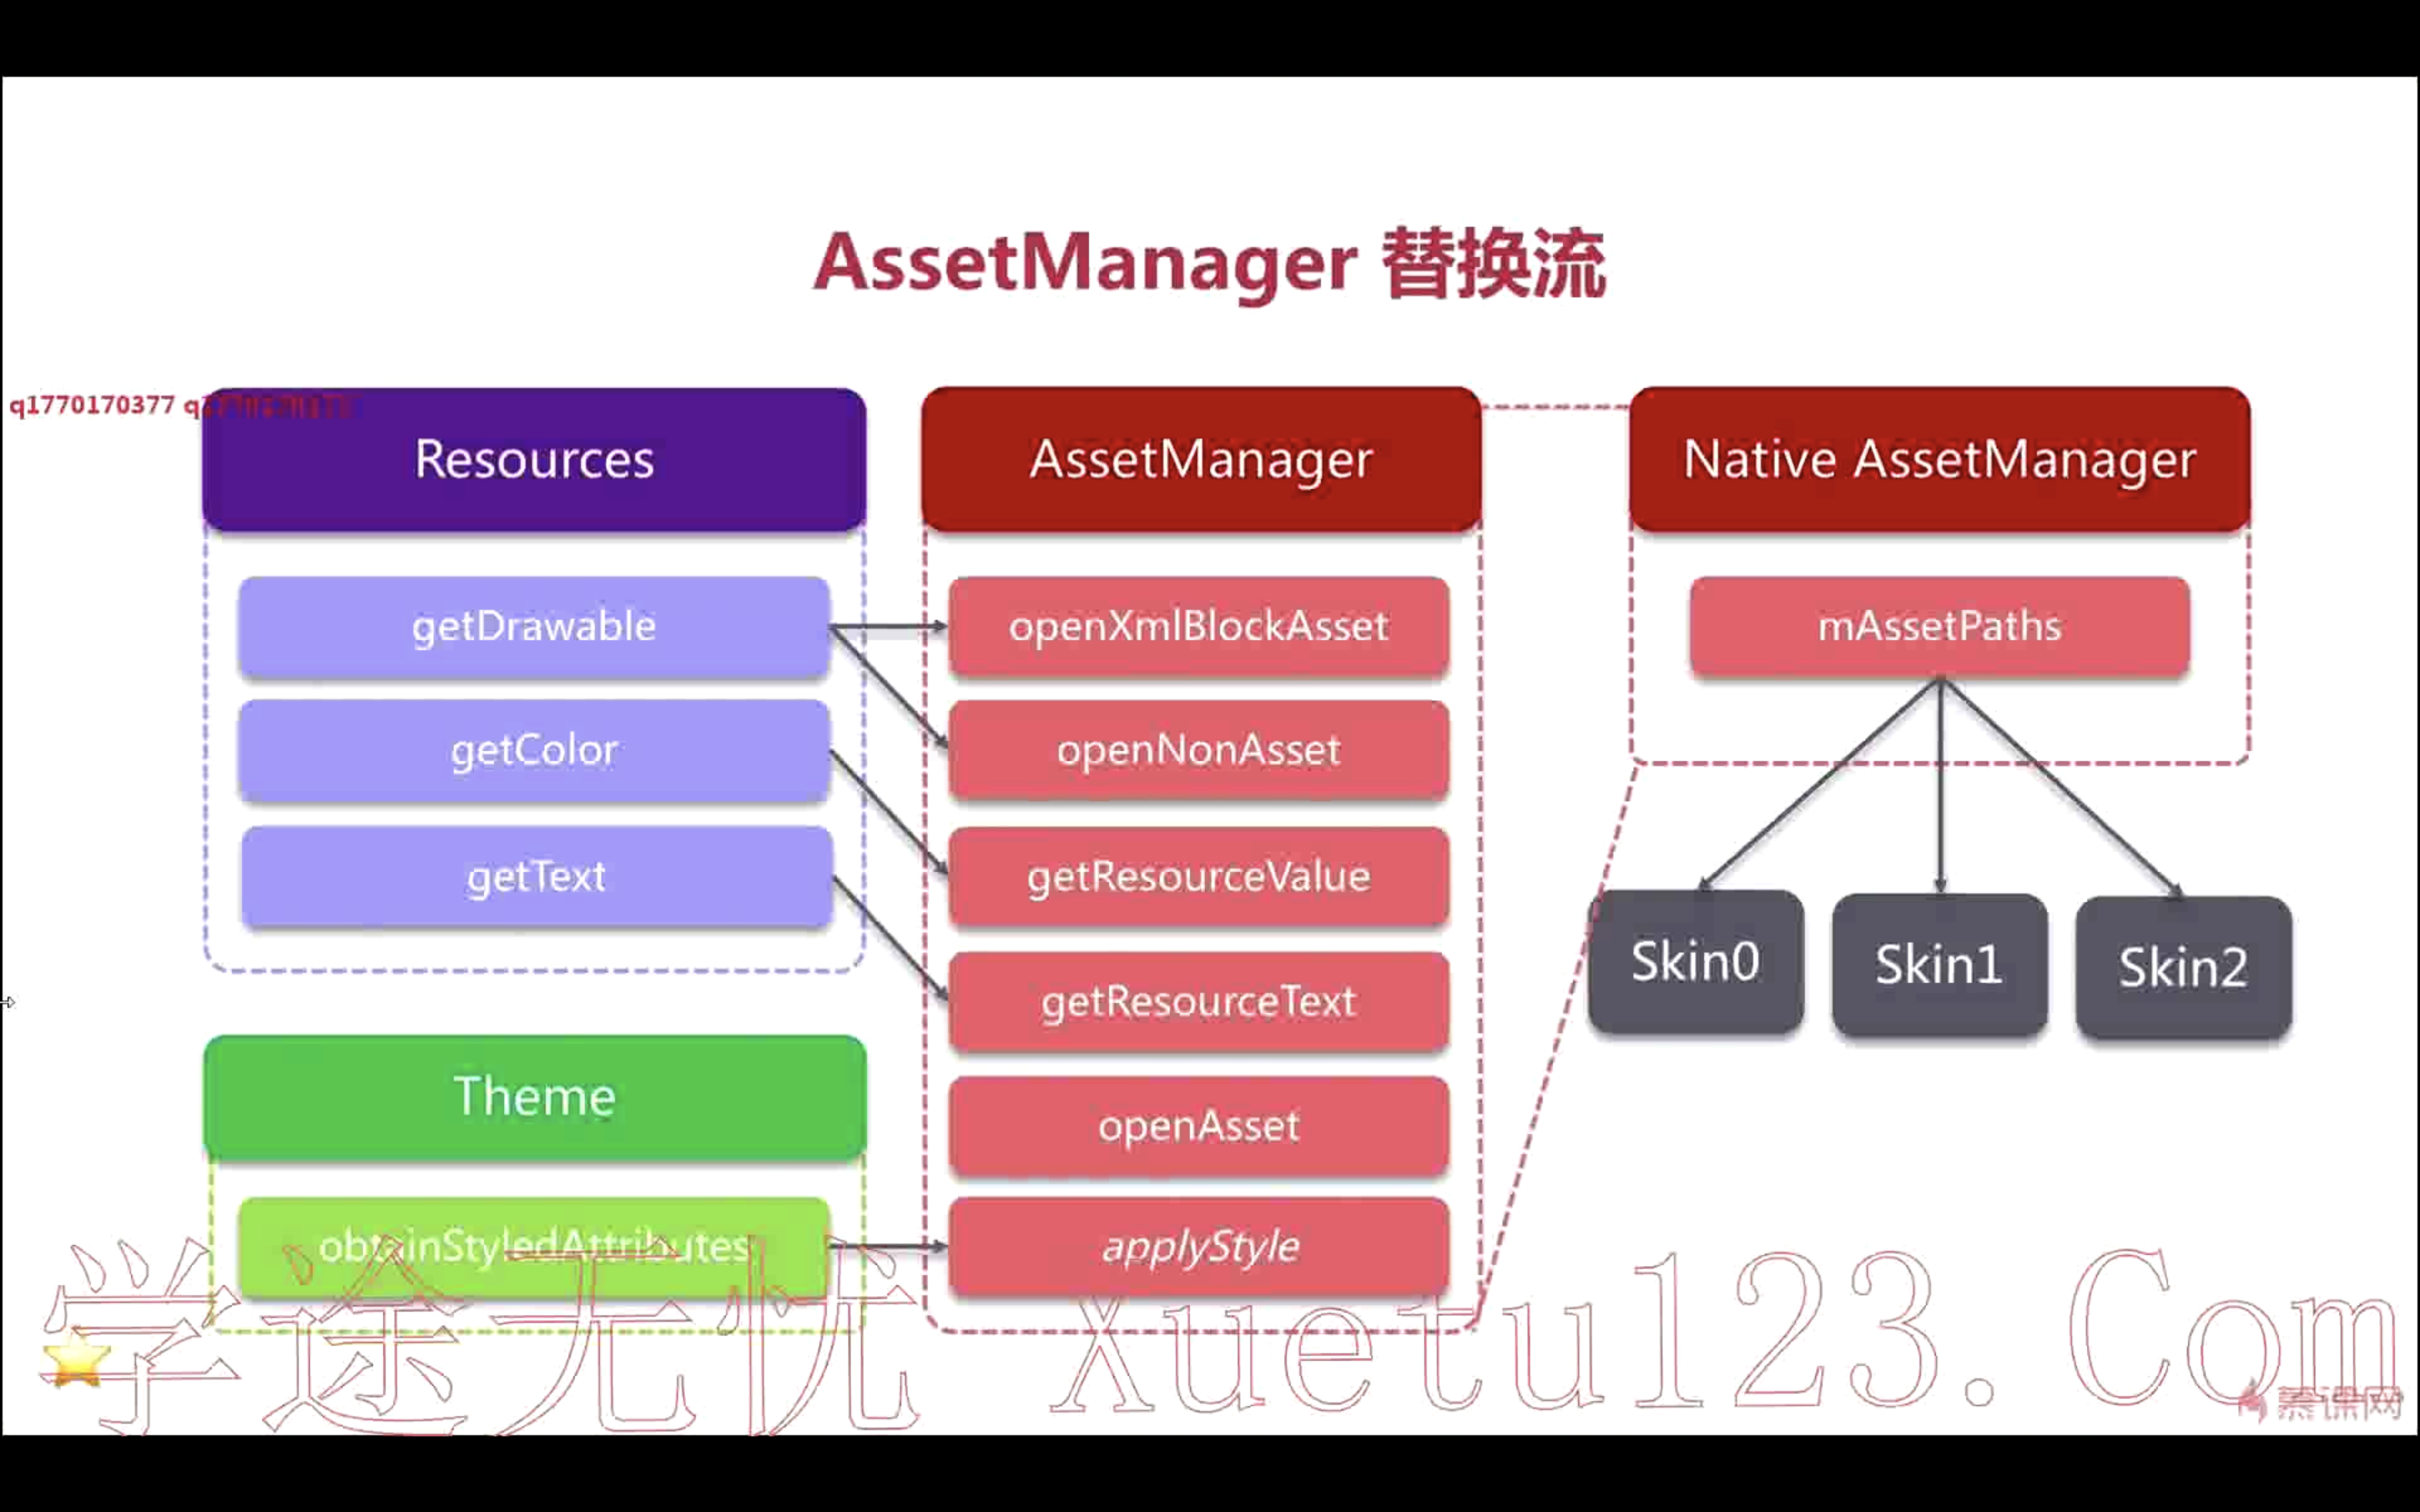 AssetManager 替换流
q1770170377
Resources
getDrawable
getColor
getText
Theme
obtainStyledAttributes
AssetManager
openXmlBlockAsset
openNonAsset
getResourceValue
getResourceText
openAsset
applyStyle
Native AssetManager
mAssetPaths
Skin0
Skin1
Skin2
学途无忧 Xuetu123.Com
慕课网